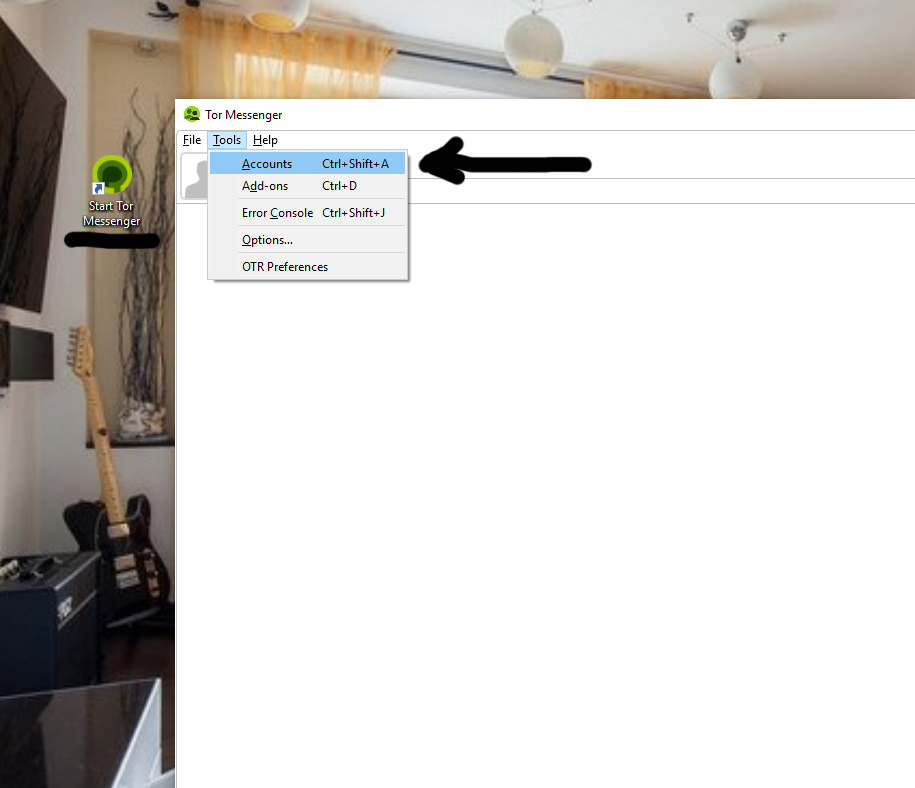 Tor Messenger
File Tools Help
Accounts Ctrl+Shift+A
Add-ons Ctrl+D
Error Console Ctrl+Shift+J
Options...
OTR Preferences
Start Tor
Messenger